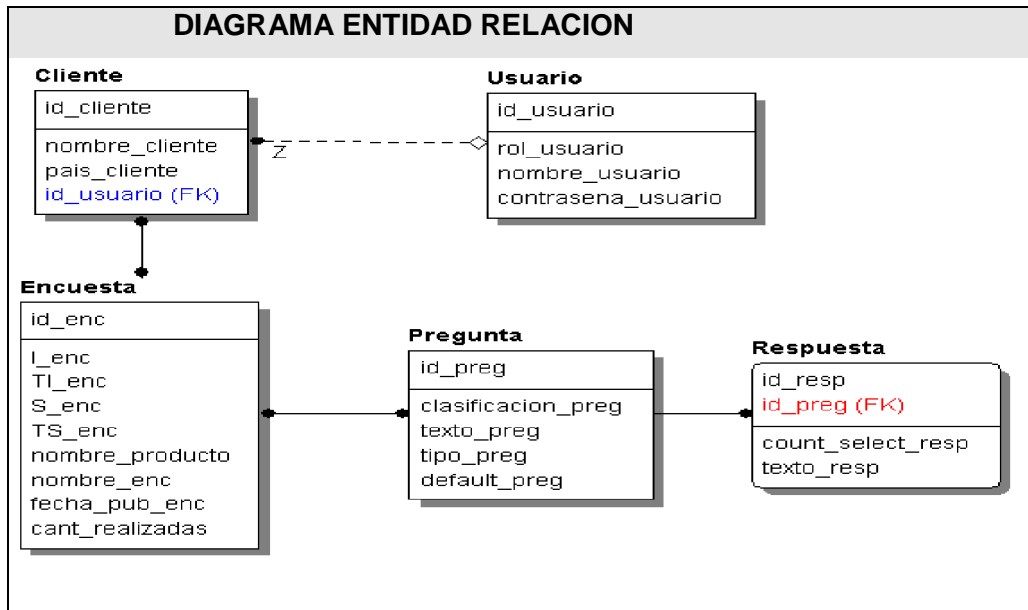 DIAGRAMA ENTIDAD RELACION
Cliente
id_cliente
nombre_cliente
pais_cliente
id_usuario (FK)
Z
Usuario
id_usuario
rol_usuario
nombre_usuario
contrasena_usuario
Encuesta
id_enc
I_enc
TI_enc
S_enc
TS_enc
nombre_producto
nombre_enc
fecha_pub_enc
cant_realizadas
Pregunta
id_preg
clasificacion_preg
texto_preg
tipo_preg
default_preg
Respuesta
id_resp
id_preg (FK)
count_select_resp
texto_resp